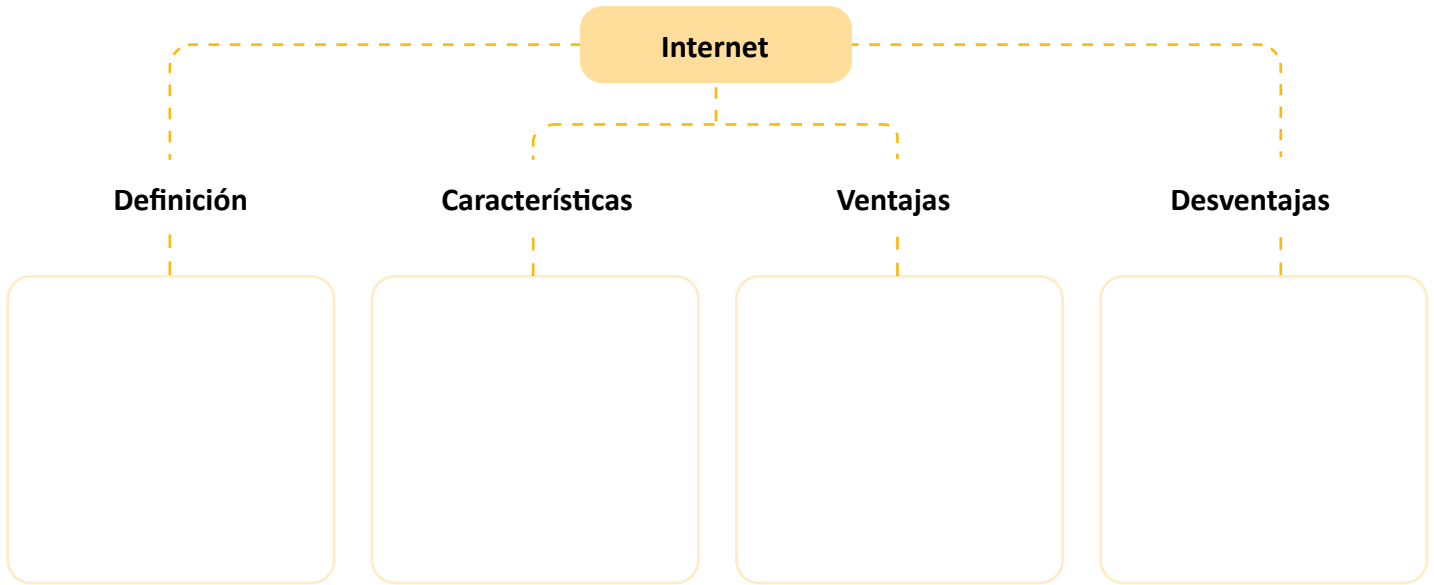 Internet
Definición
Características
Ventajas
Desventajas